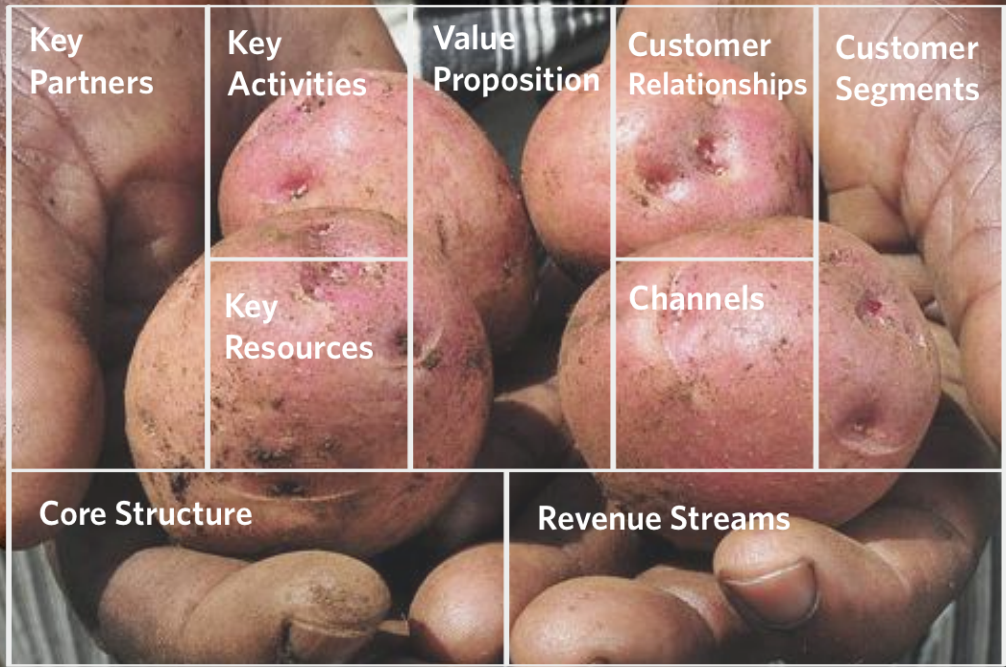 Key
Partners
Key
Activities
Key
Resources
Value
Proposition
Customer
Relationships
Channels
Customer
Segments
Core Structure
Revenue Streams